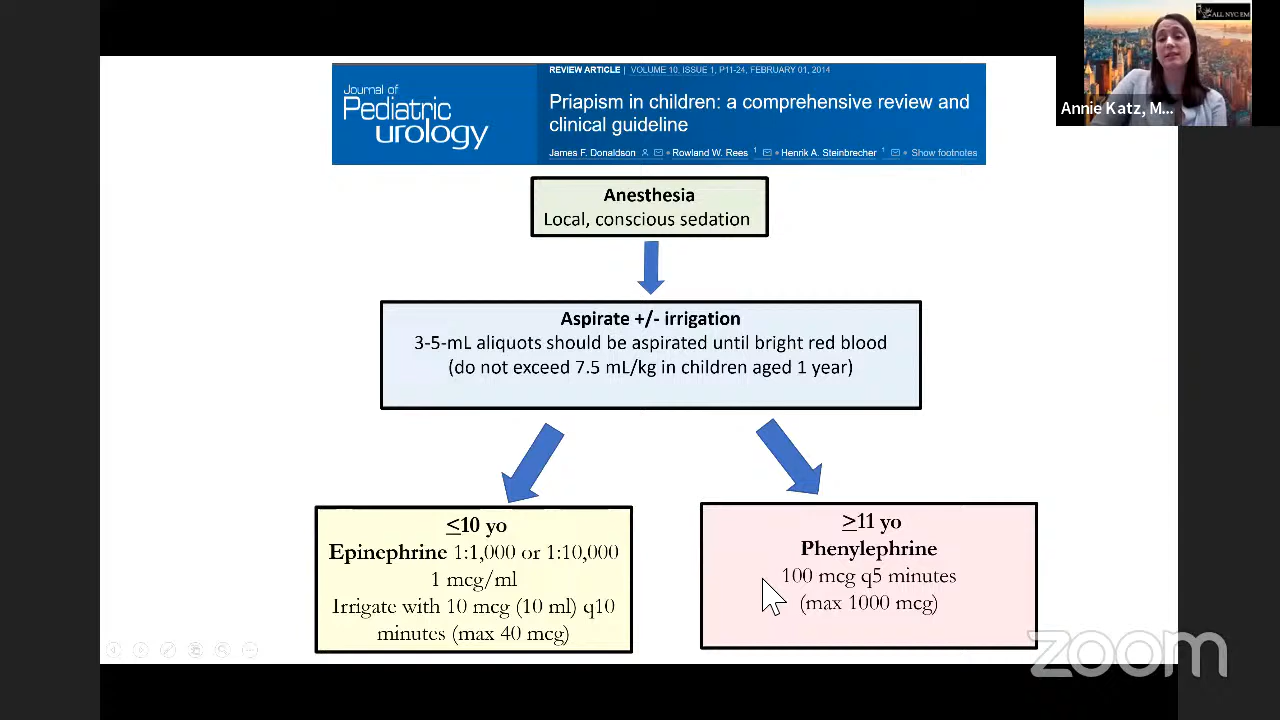 ALL NYC EM
Annie Katz, M...
Journal of
Pediatric
urology
REVIEW ARTICLE | VOLUME 10, ISSUE 1, P11-24, FEBRUARY 01, 2014
Priapism in children: a comprehensive review and
clinical guideline
James F. Donaldson • Rowland W. Rees 1 • Henrik A. Steinbrecher 1 • Show footnotes
Anesthesia
Local, conscious sedation
Aspirate +/- irrigation
3-5-mL aliquots should be aspirated until bright red blood
(do not exceed 7.5 mL/kg in children aged 1 year)
≤10 yo
Epinephrine 1:1,000 or 1:10,000
1 mcg/ml
Irrigate with 10 mcg (10 ml) q10
minutes (max 40 mcg)
≥11 yo
Phenylephrine
100 mcg q5 minutes
(max 1000 mcg)
zoom